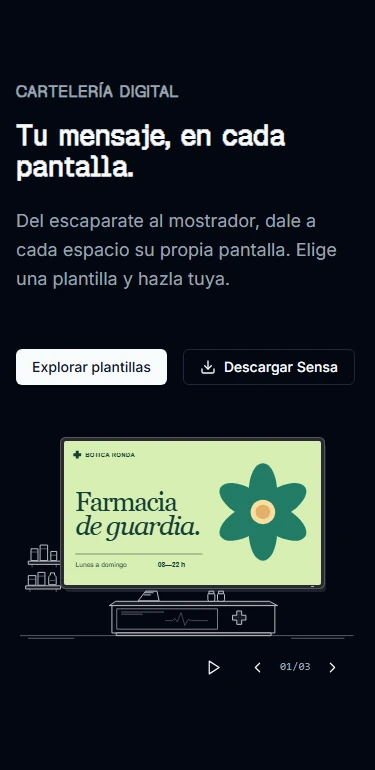 CARTELERÍA DIGITAL
Tu mensaje, en cada
pantalla.
Del escaparate al mostrador, dale a
cada espacio su propia pantalla. Elige
una plantilla y hazla tuya.
Explorar plantillas
Descargar Sensa
BOTICA RONDA
Farmacia
de guardia.
Lunes a domingo
08—22 h
01/03